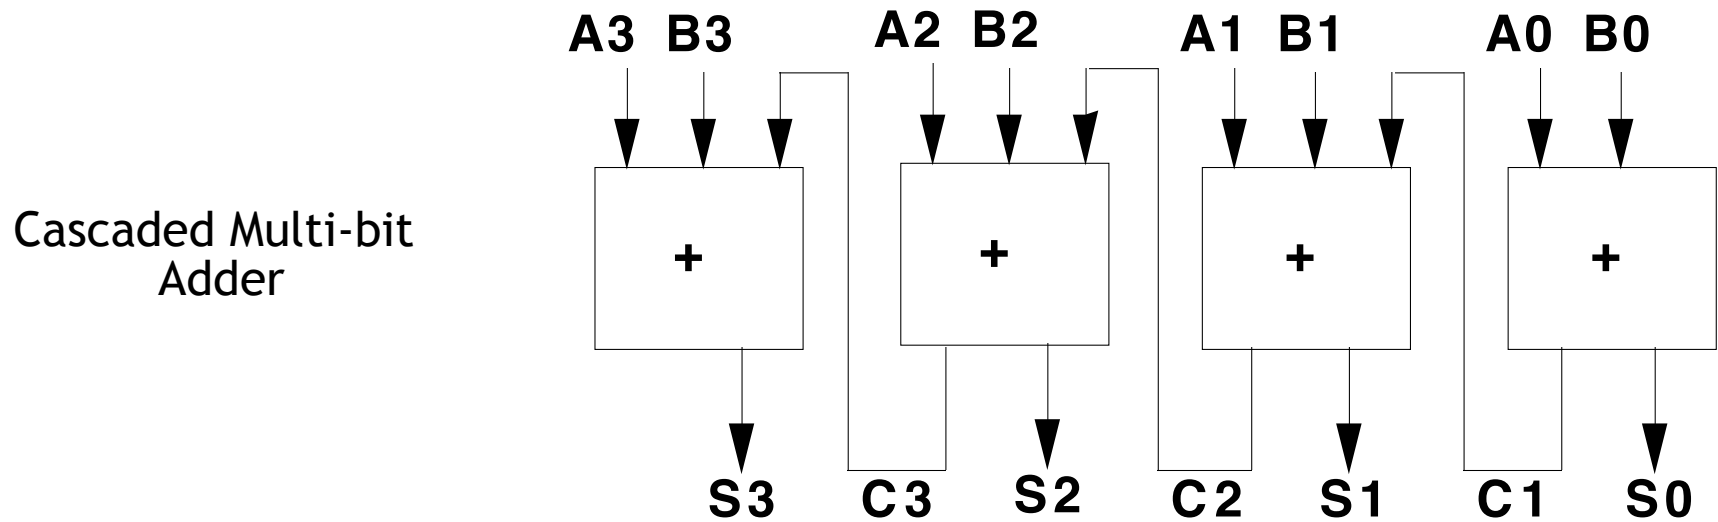 A3 B3 A2 B2 A1 B1 A0 B0
Cascaded Multi-bit
Adder
+ + + +
S3 C3 S2 C2 S1 C1 S0